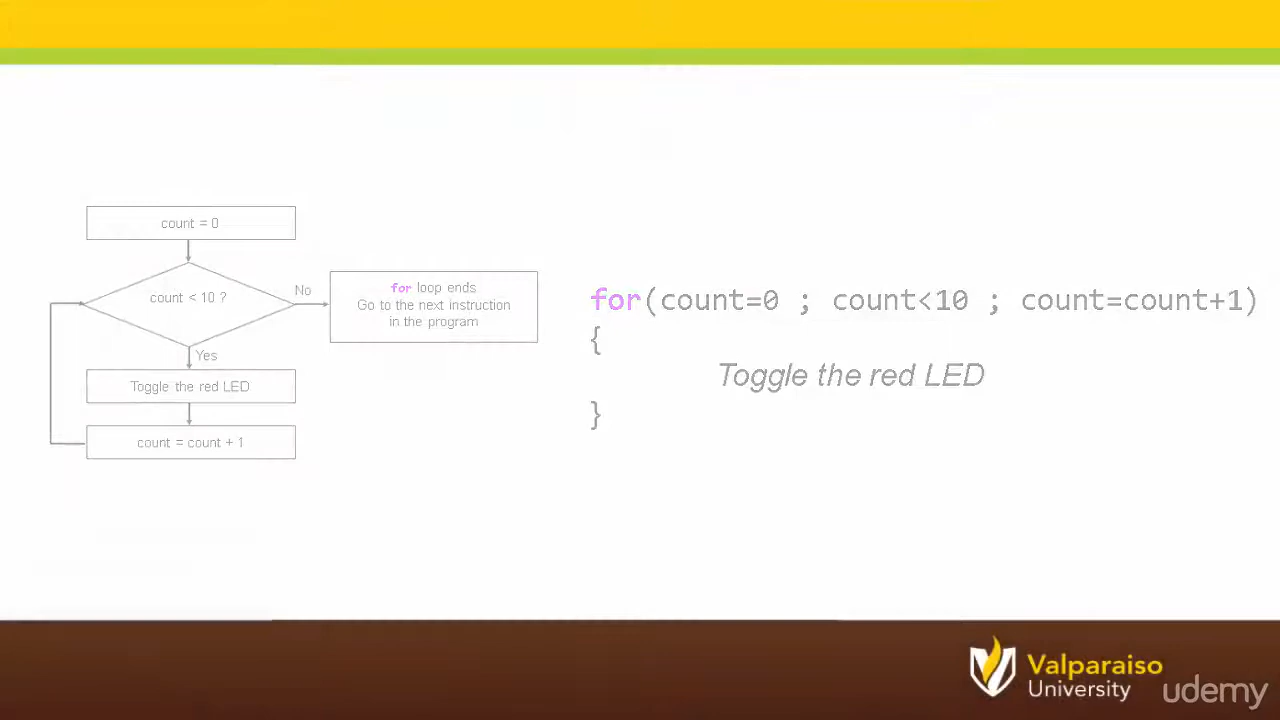 count = 0
count < 10 ?
No
for loop ends
Go to the next instruction
in the program
Yes
Toggle the red LED
count = count + 1
for(count=0 ; count<10 ; count=count+1)
{
Toggle the red LED
}
Valparaiso
University
udemy